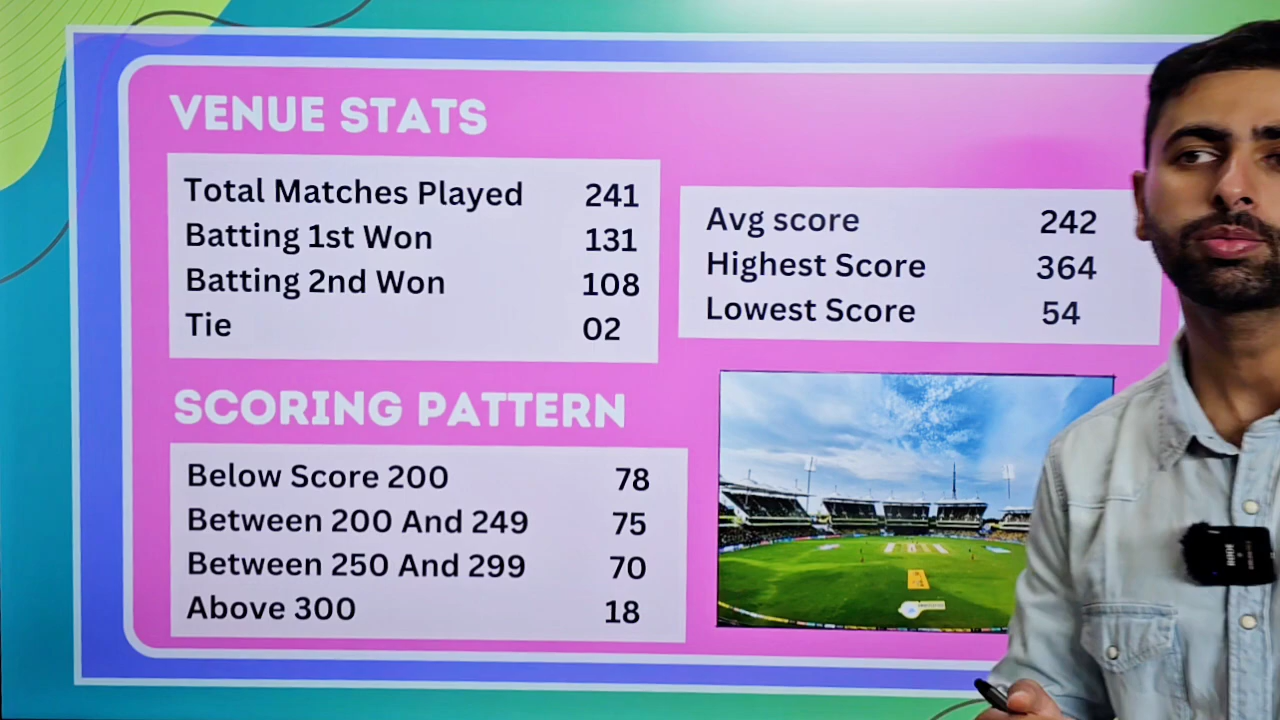 VENUE STATS
Total Matches Played 241
Batting 1st Won 131
Batting 2nd Won 108
Tie 02
Avg score 242
Highest Score 364
Lowest Score 54
SCORING PATTERN
Below Score 200 78
Between 200 And 249 75
Between 250 And 299 70
Above 300 18